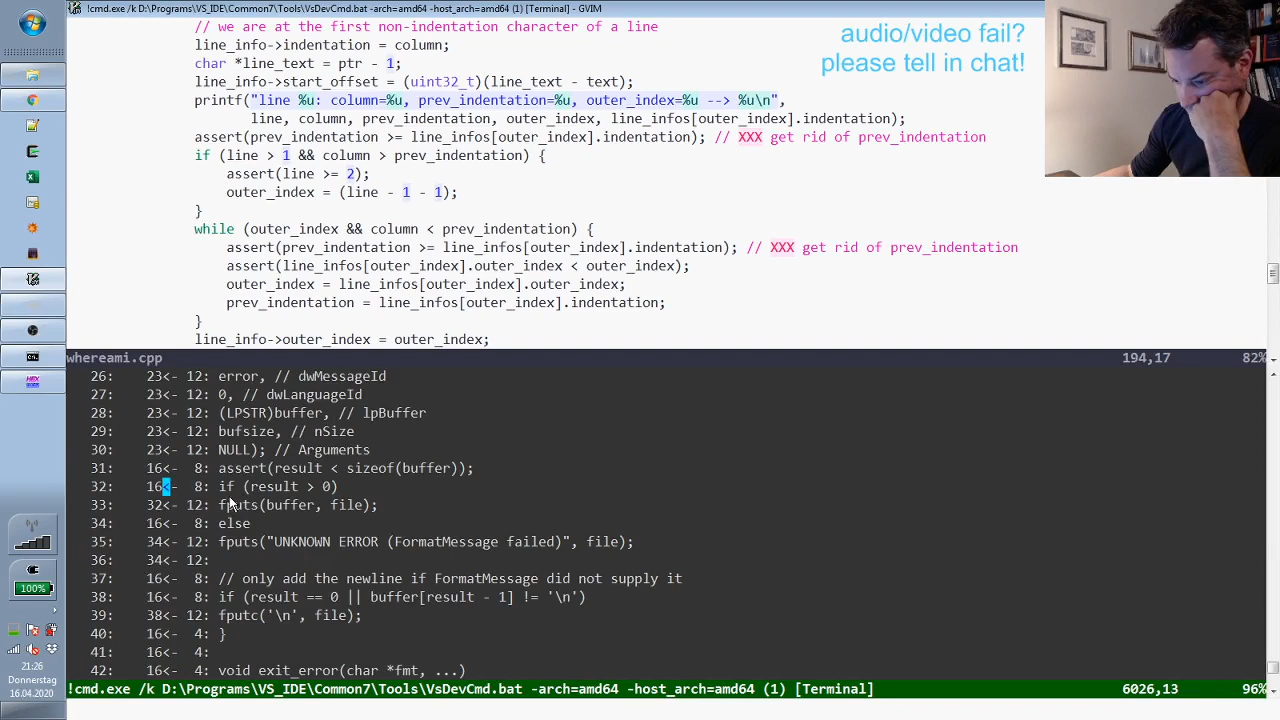 !cmd.exe /k D:\Programs\VS_IDE\Common7\Tools\VsDevCmd.bat -arch=amd64 -host_arch=amd64 (1) [Terminal] - GVIM
audio/video fail?
please tell in chat!
// we are at the first non-indentation character of a line
line_info->indentation = column;
char *line_text = ptr - 1;
line_info->start_offset = (uint32_t)(line_text - text);
printf("line %u: column=%u, prev_indentation=%u, outer_index=%u --> %u\n",
line, column, prev_indentation, outer_index, line_infos[outer_index].indentation);
assert(prev_indentation >= line_infos[outer_index].indentation); // XXX get rid of prev_indentation
if (line > 1 && column > prev_indentation) {
assert(line >= 2);
outer_index = (line - 1 - 1);
}
while (outer_index && column < prev_indentation) {
assert(prev_indentation >= line_infos[outer_index].indentation); // XXX get rid of prev_indentation
assert(line_infos[outer_index].outer_index < outer_index);
outer_index = line_infos[outer_index].outer_index;
prev_indentation = line_infos[outer_index].indentation;
}
line_info->outer_index = outer_index;
whereami.cpp 194,17 82%
26: 23<- 12: error, // dwMessageId
27: 23<- 12: 0, // dwLanguageId
28: 23<- 12: (LPSTR)buffer, // lpBuffer
29: 23<- 12: bufsize, // nSize
30: 23<- 12: NULL); // Arguments
31: 16<- 8: assert(result < sizeof(buffer));
32: 16<- 8: if (result > 0)
33: 32<- 12: fputs(buffer, file);
34: 16<- 8: else
35: 34<- 12: fputs("UNKNOWN ERROR (FormatMessage failed)", file);
36: 34<- 12:
37: 16<- 8: // only add the newline if FormatMessage did not supply it
38: 16<- 8: if (result == 0 || buffer[result - 1] != '\n')
39: 38<- 12: fputc('\n', file);
40: 16<- 4: }
41: 16<- 4:
42: 16<- 4: void exit_error(char *fmt, ...)
!cmd.exe /k D:\Programs\VS_IDE\Common7\Tools\VsDevCmd.bat -arch=amd64 -host_arch=amd64 (1) [Terminal] 6026,13 96%
100%
21:26
Donnerstag
16.04.2020